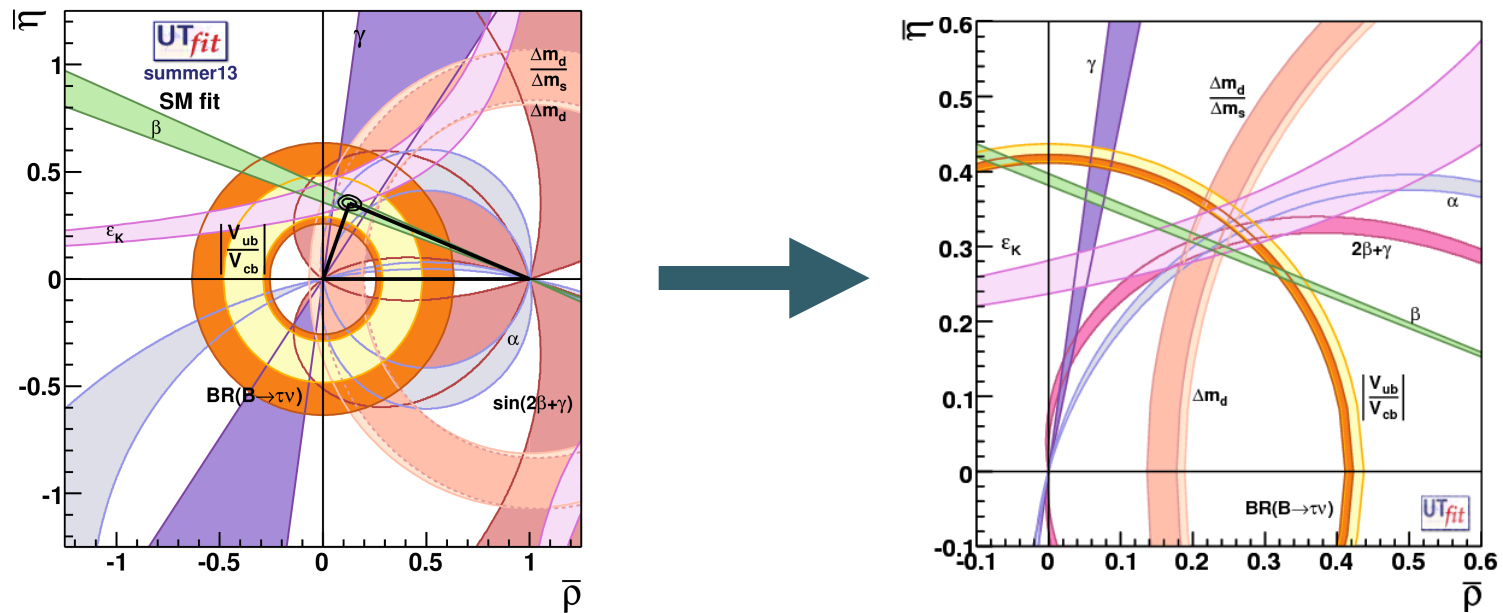 η̅
UTfit
summer13
SM fit
γ
Δm_d
Δm_s
Δm_d
β
ε_K
|V_ub
V_cb|
α
BR(B→τν)
sin(2β+γ)
1
0.5
0
-0.5
-1
-1
-0.5
0
0.5
1
ρ̅
η̅
0.6
0.5
0.4
0.3
0.2
0.1
0
-0.1
γ
Δm_d
Δm_s
ε_K
α
2β+γ
β
Δm_d
|V_ub
V_cb|
BR(B→τν)
UTfit
-0.1
0
0.1
0.2
0.3
0.4
0.5
0.6
ρ̅